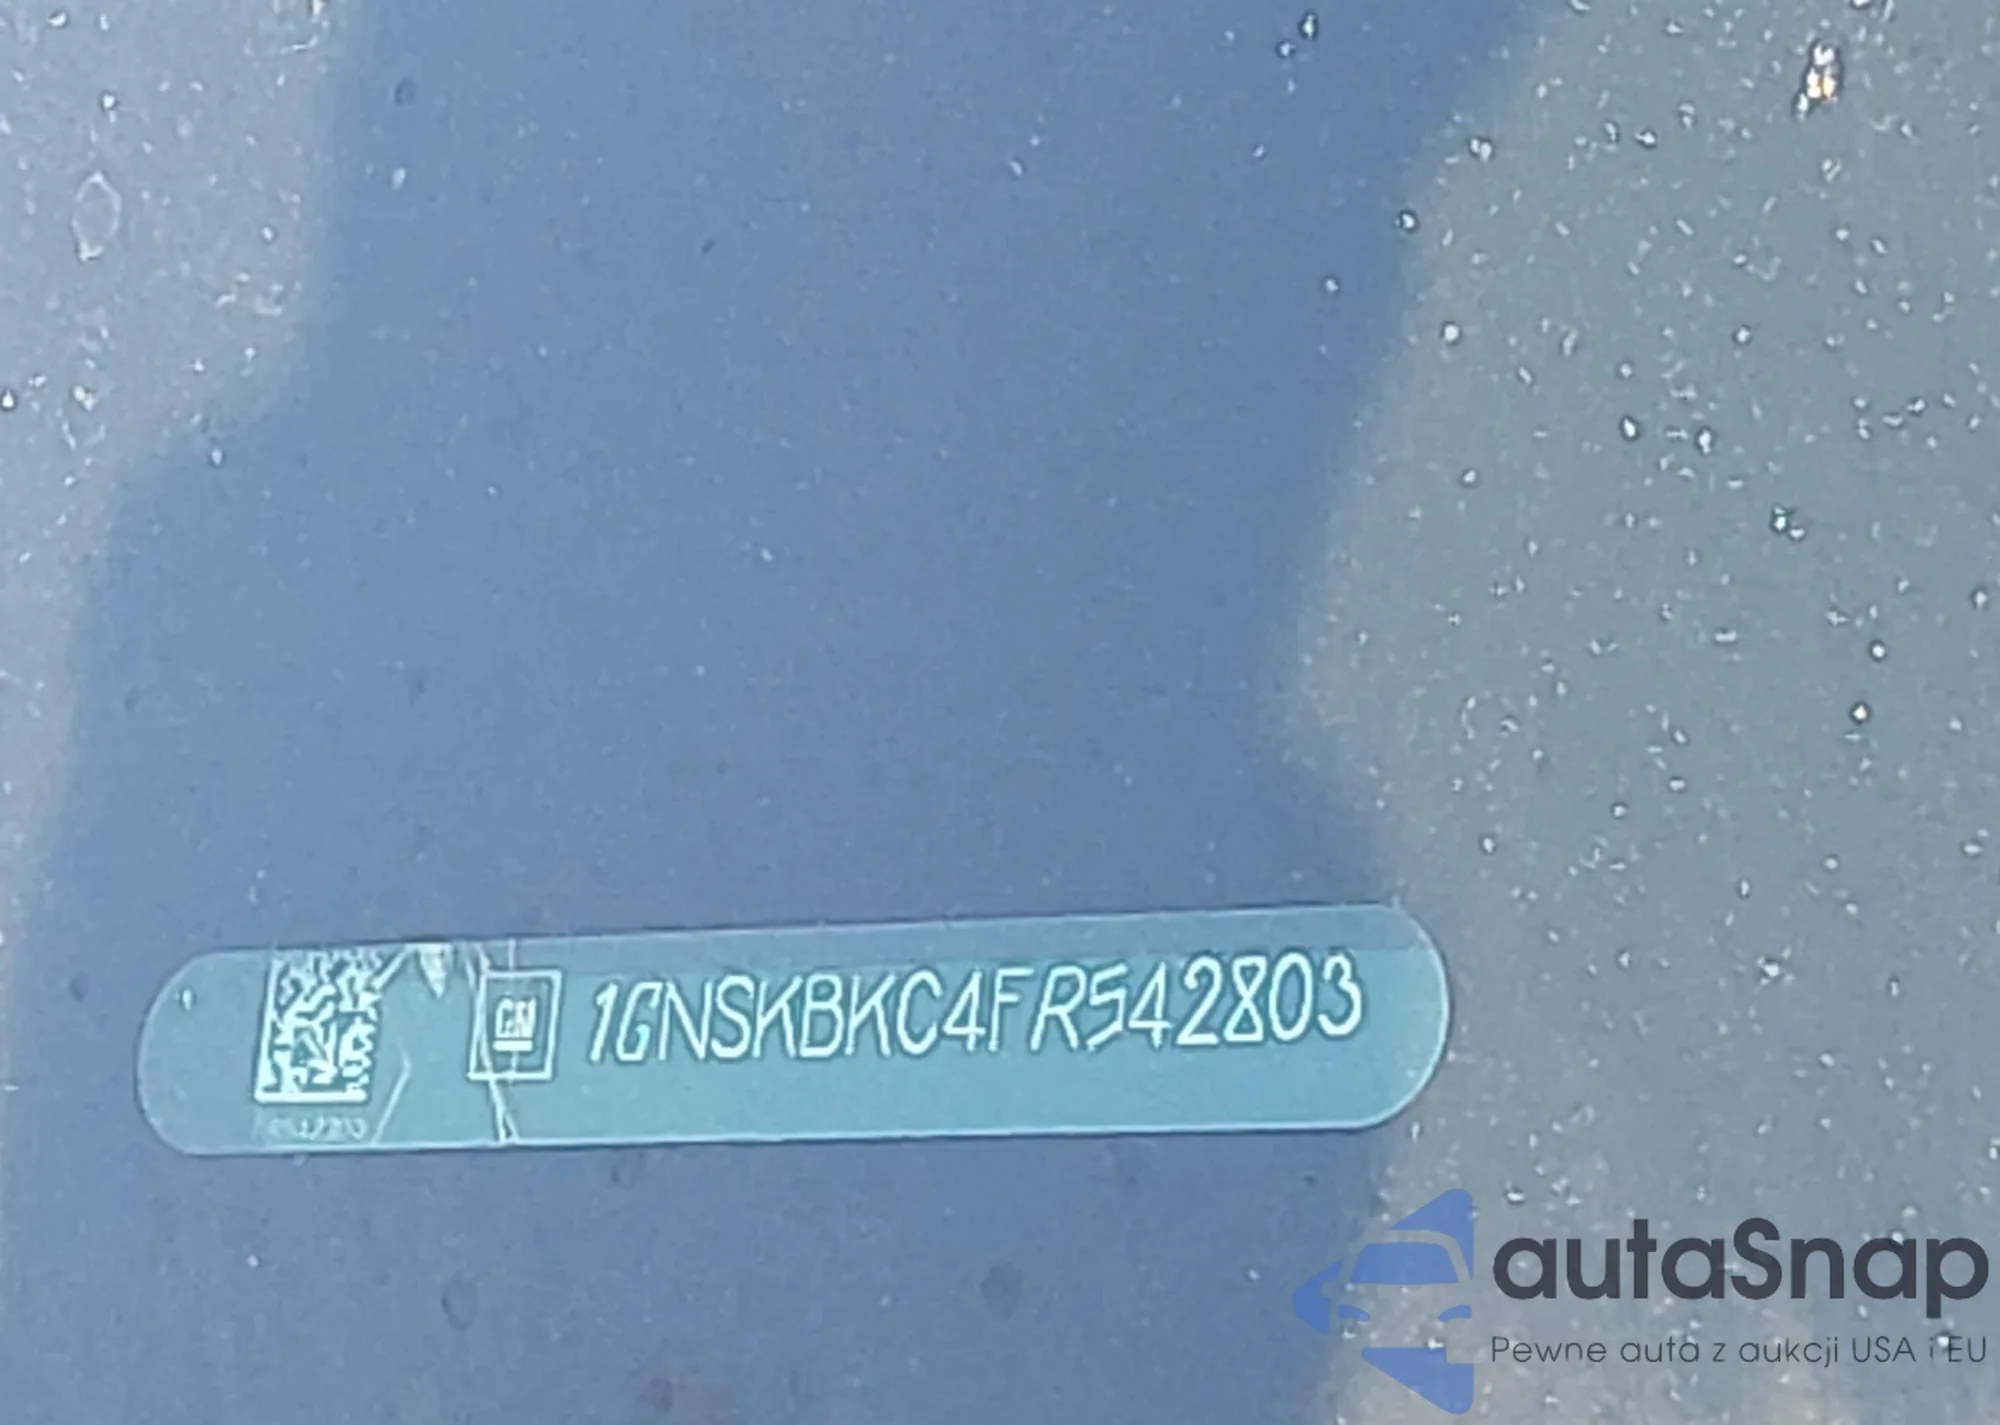 GM 1GNSKBKC4FR542803
autaSnap
Pewne auta z aukcji USA i EU